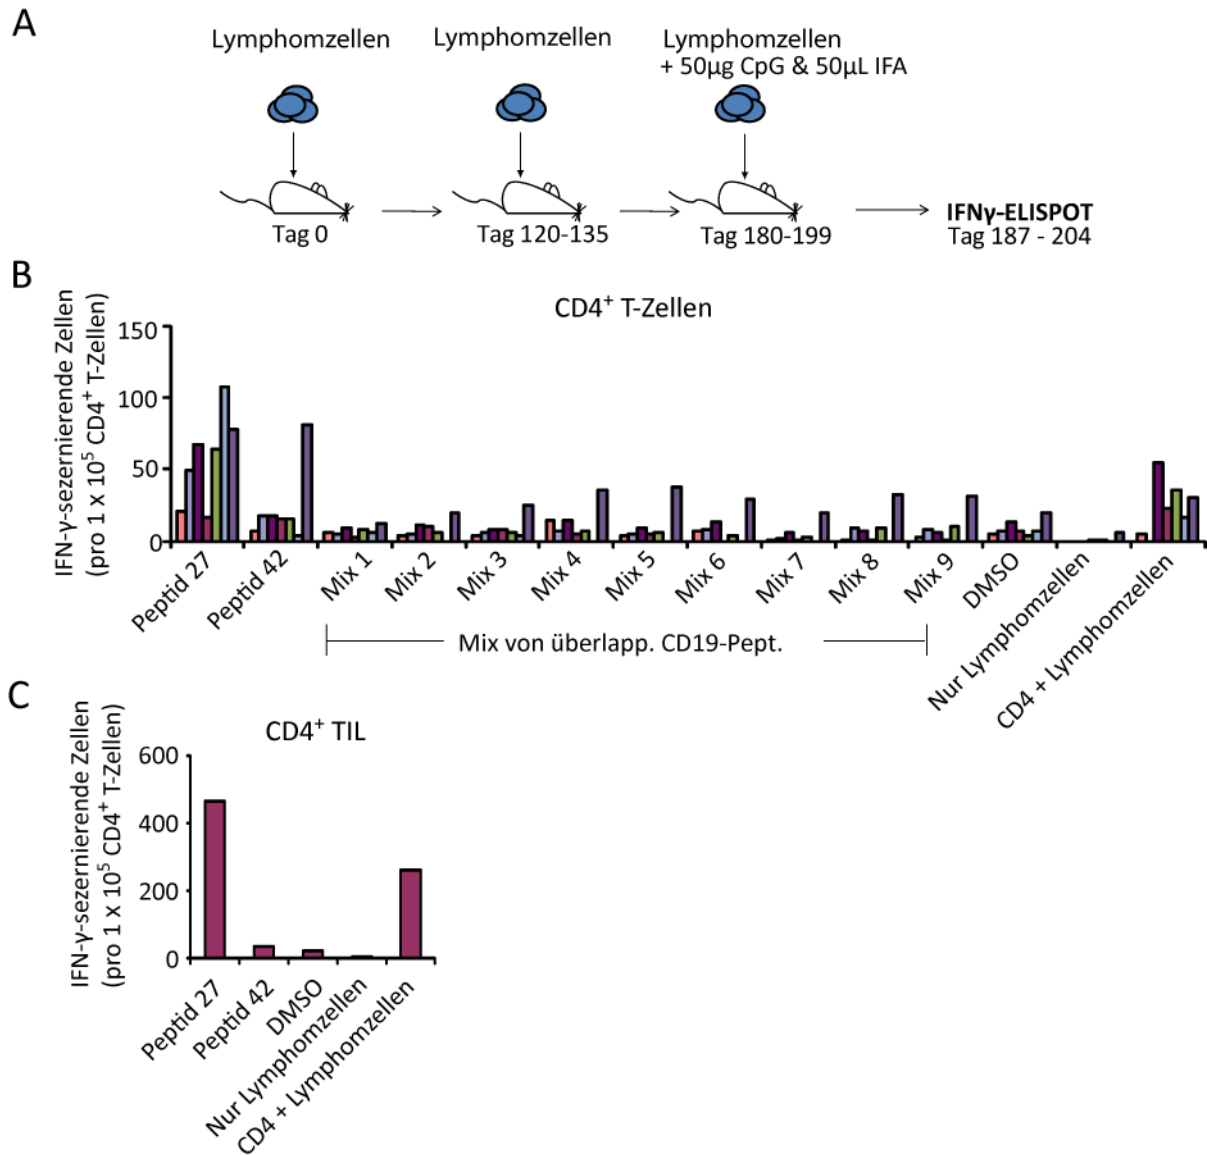 A
Lymphomzellen
Lymphomzellen
Lymphomzellen
+ 50µg CpG & 50µL IFA
Tag 0
Tag 120-135
Tag 180-199
IFNγ-ELISPOT
Tag 187 - 204
B
CD4⁺ T-Zellen
IFN-γ-sezernierende Zellen
(pro 1 x 10⁵ CD4⁺ T-Zellen)
150
100
50
0
Peptid 27
Peptid 42
Mix 1
Mix 2
Mix 3
Mix 4
Mix 5
Mix 6
Mix 7
Mix 8
Mix 9
DMSO
Nur Lymphomzellen
CD4 + Lymphomzellen
Mix von überlapp. CD19-Pept.
C
CD4⁺ TIL
IFN-γ-sezernierende Zellen
(pro 1 x 10⁵ CD4⁺ T-Zellen)
600
400
200
0
Peptid 27
Peptid 42
DMSO
Nur Lymphomzellen
CD4 + Lymphomzellen